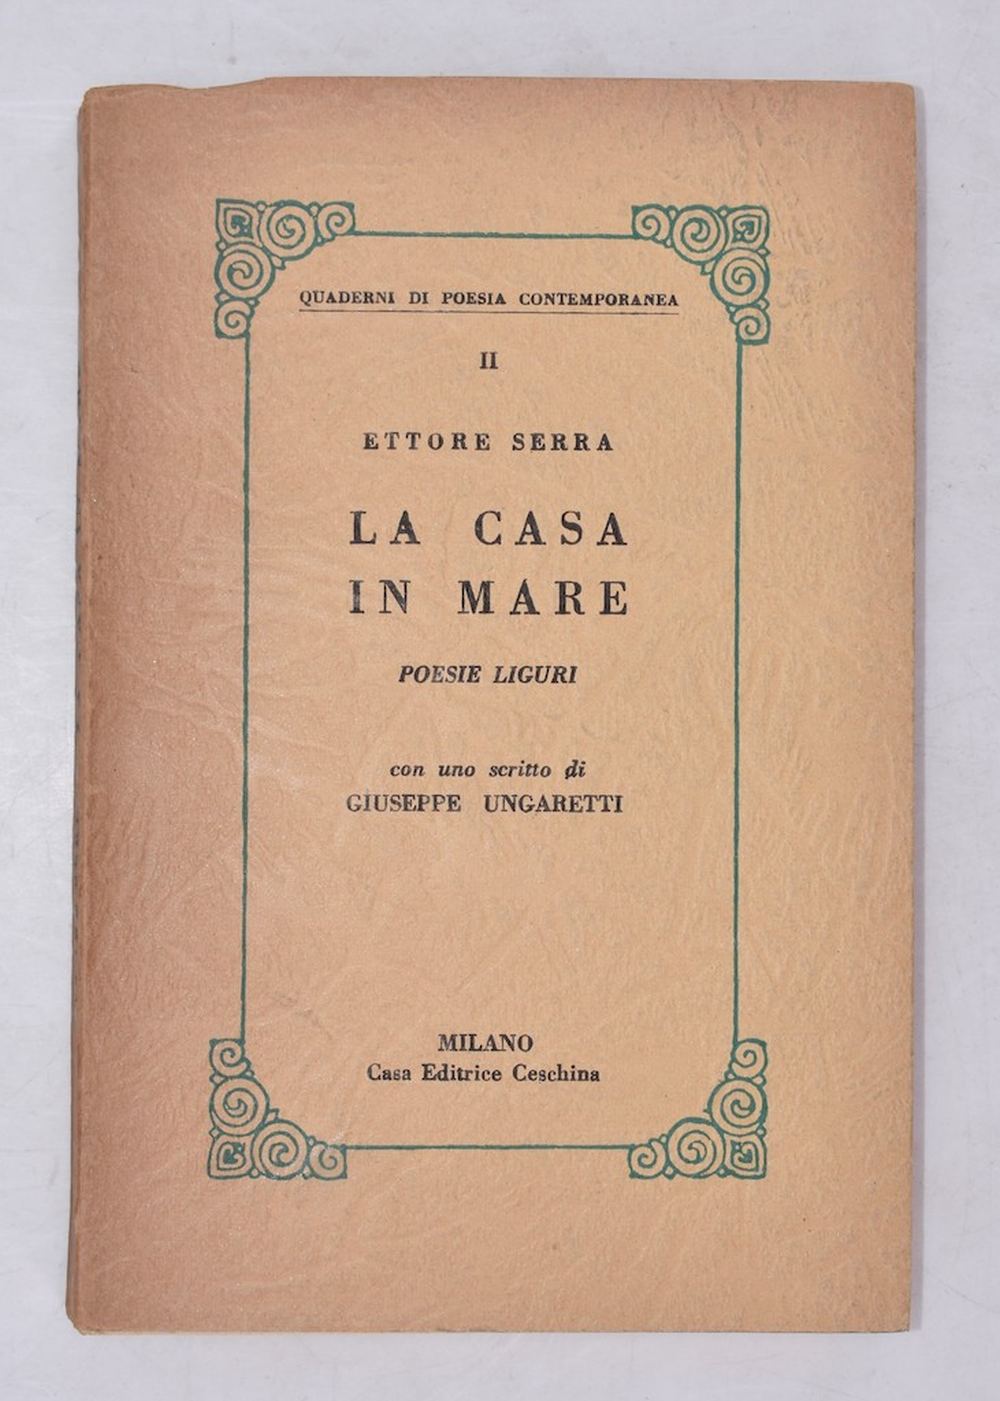 QUADERNI DI POESIA CONTEMPORANEA
II
ETTORE SERRA
LA CASA
IN MARE
POESIE LIGURI
con uno scritto di
GIUSEPPE UNGARETTI
MILANO
Casa Editrice Ceschina